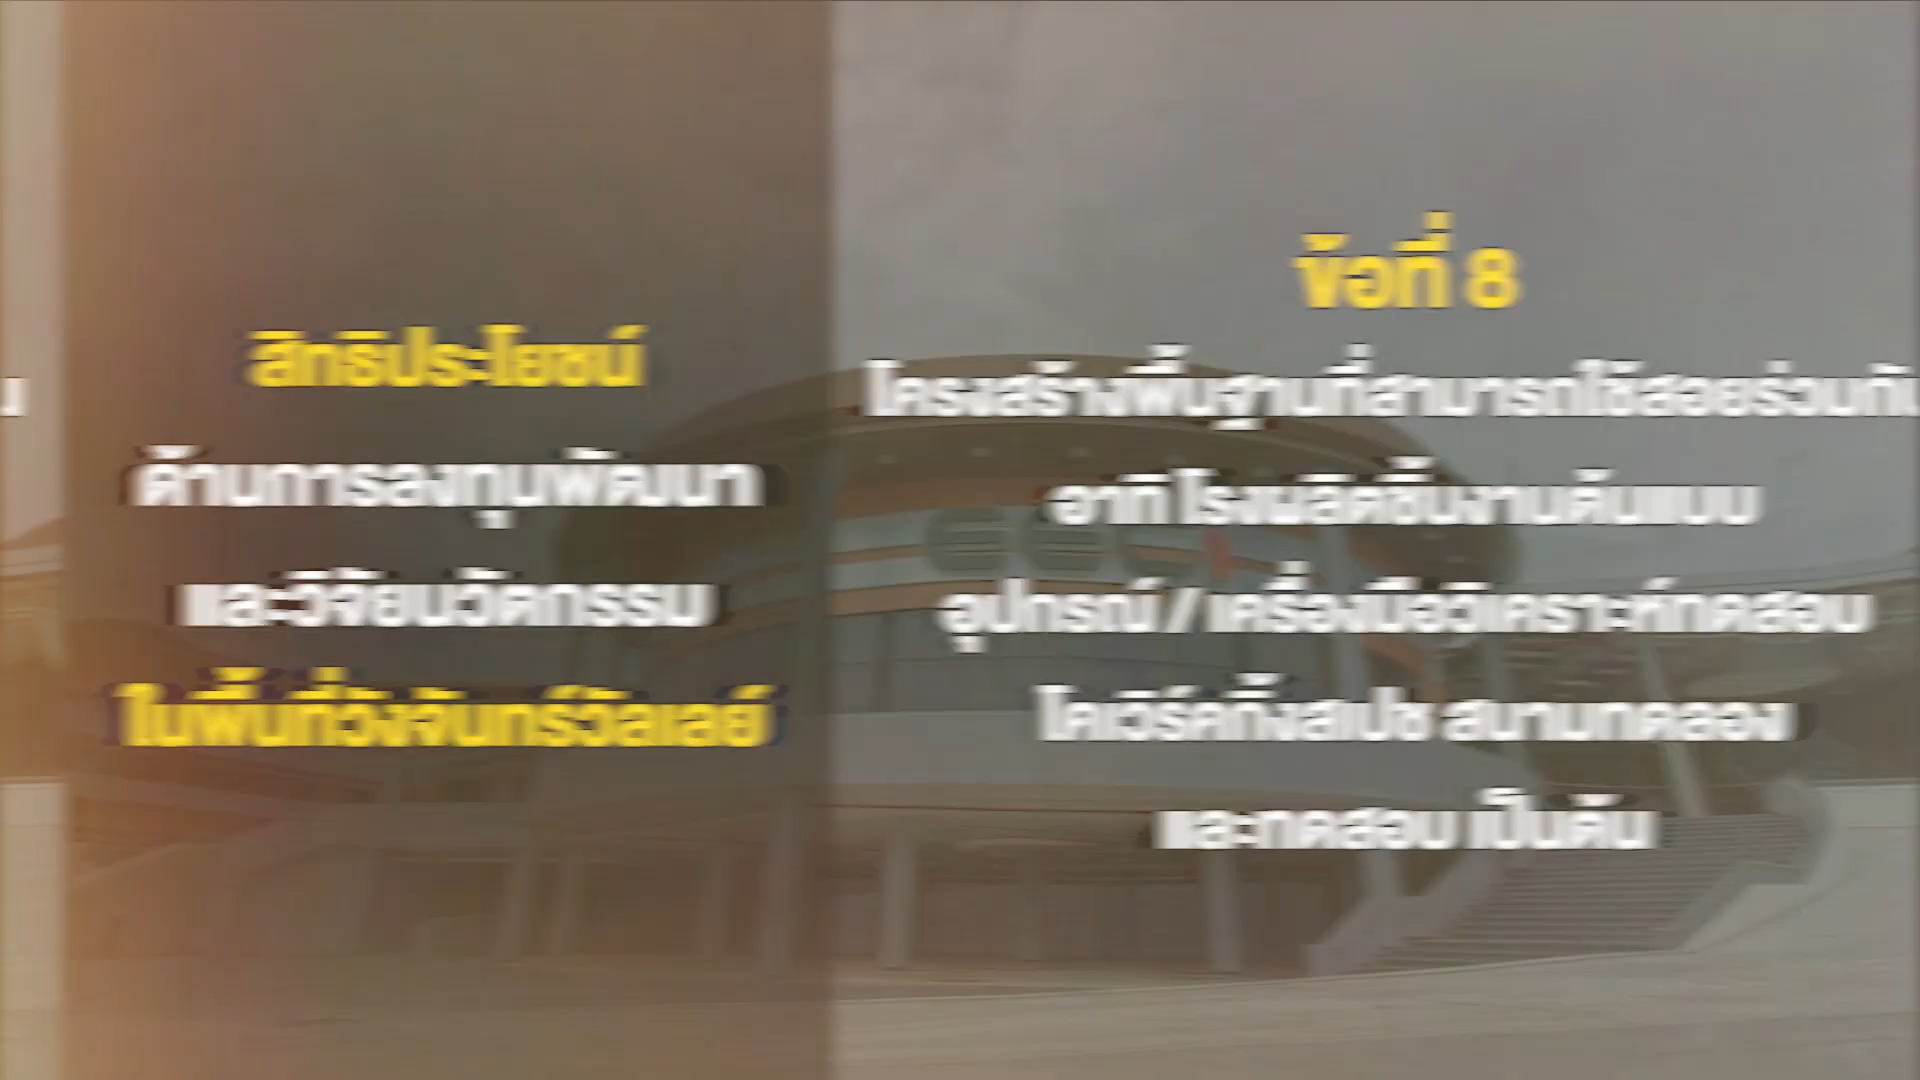 สิทธิประโยชน์
ด้านการลงทุนพัฒนา
และวิจัยนวัตกรรม
ในพื้นที่วังจันทร์วัลเลย์
ข้อที่ 8
โครงสร้างพื้นฐานที่สามารถใช้สอยร่วมกัน
อาทิ โรงผลิตชิ้นงานต้นแบบ
อุปกรณ์ / เครื่องมือวิเคราะห์ทดสอบ
โคเวิร์คกิ้งสเปซ สนามทดลอง
และทดสอบ เป็นต้น